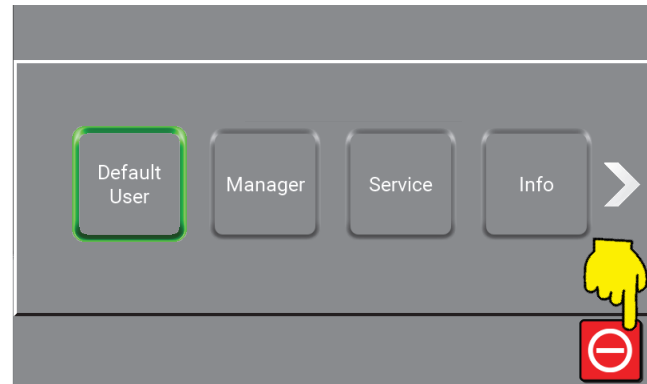 Default
User
Manager
Service
Info